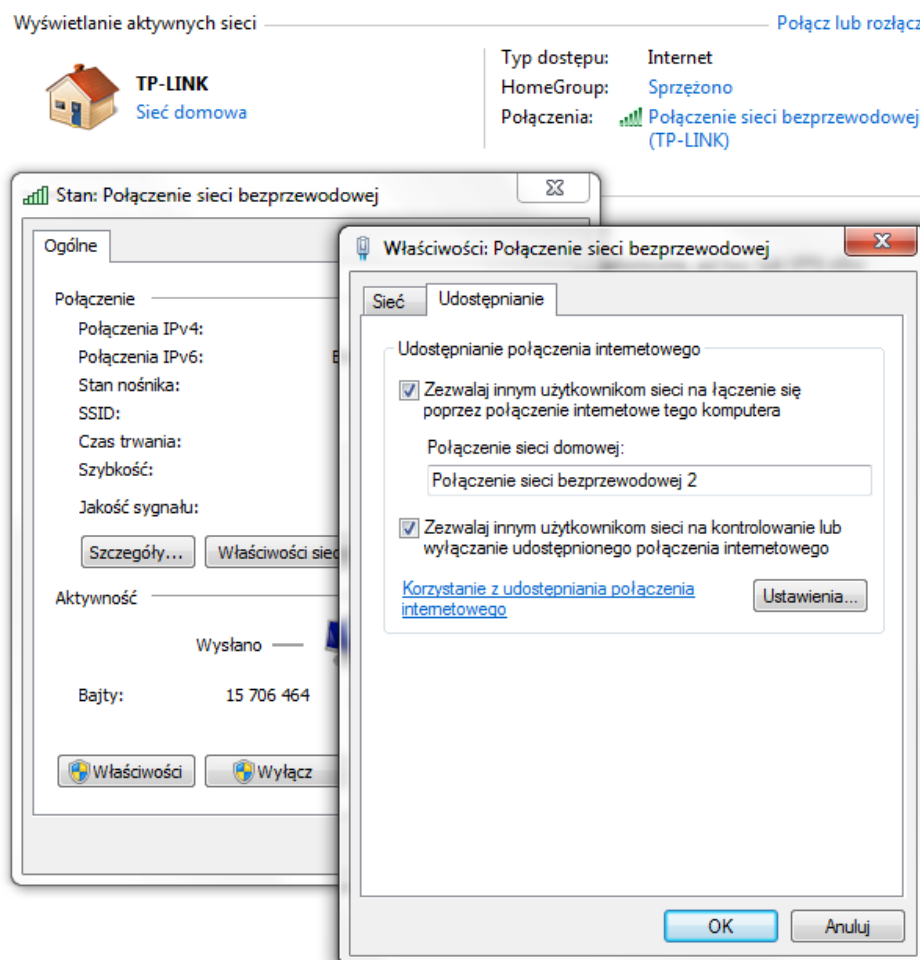 Wyświetlanie aktywnych sieci
Połącz lub rozłącz
TP-LINK
Sieć domowa
Typ dostępu: Internet
HomeGroup: Sprzężono
Połączenia: Połączenie sieci bezprzewodowej
(TP-LINK)
Stan: Połączenie sieci bezprzewodowej
Ogólne
Połączenie
Połączenia IPv4:
Połączenia IPv6:
Stan nośnika:
SSID:
Czas trwania:
Szybkość:
Jakość sygnału:
Szczegóły...
Właściwości sie
Aktywność
Wysłano
Bajty: 15 706 464
Właściwości
Wyłącz
Właściwości: Połączenie sieci bezprzewodowej
Sieć
Udostępnianie
Udostępnianie połączenia internetowego
Zezwalaj innym użytkownikom sieci na łączenie się
poprzez połączenie internetowe tego komputera
Połączenie sieci domowej:
Połączenie sieci bezprzewodowej 2
Zezwalaj innym użytkownikom sieci na kontrolowanie lub
wyłączanie udostępnionego połączenia internetowego
Korzystanie z udostępniania połączenia
internetowego
Ustawienia...
OK
Anuluj